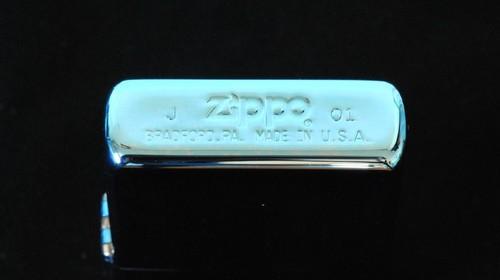 J Zippo 01
BRADFORD.PA. MADE IN U.S.A.